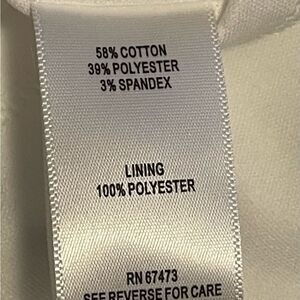 58% COTTON
39% POLYESTER
3% SPANDEX
LINING
100% POLYESTER
RN 67473
SEE REVERSE FOR CARE